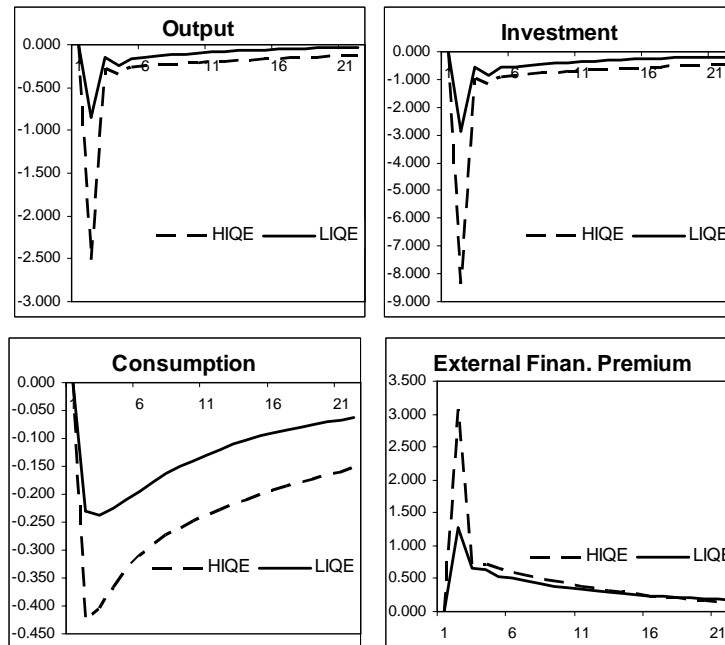 Output
0.000
-0.500
-1.000
-1.500
-2.000
-2.500
-3.000
1 6 11 16 21
HIQE LIQE
Investment
0.000
-1.000
-2.000
-3.000
-4.000
-5.000
-6.000
-7.000
-8.000
-9.000
1 6 11 16 21
HIQE LIQE
Consumption
0.000
-0.050
-0.100
-0.150
-0.200
-0.250
-0.300
-0.350
-0.400
-0.450
1 6 11 16 21
HIQE LIQE
External Finan. Premium
3.500
3.000
2.500
2.000
1.500
1.000
0.500
0.000
1 6 11 16 21
HIQE LIQE